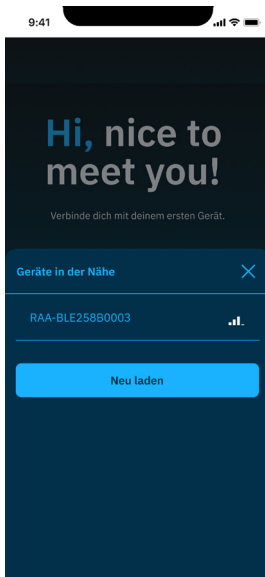 9:41
Hi, nice to
meet you!
Verbinde dich mit deinem ersten Gerät.
Geräte in der Nähe
RAA-BLE258B0003
Neu laden